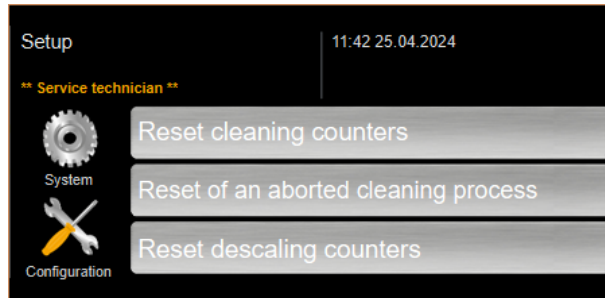 Setup
11:42 25.04.2024
** Service technician **
System
Reset cleaning counters
Reset of an aborted cleaning process
Configuration
Reset descaling counters